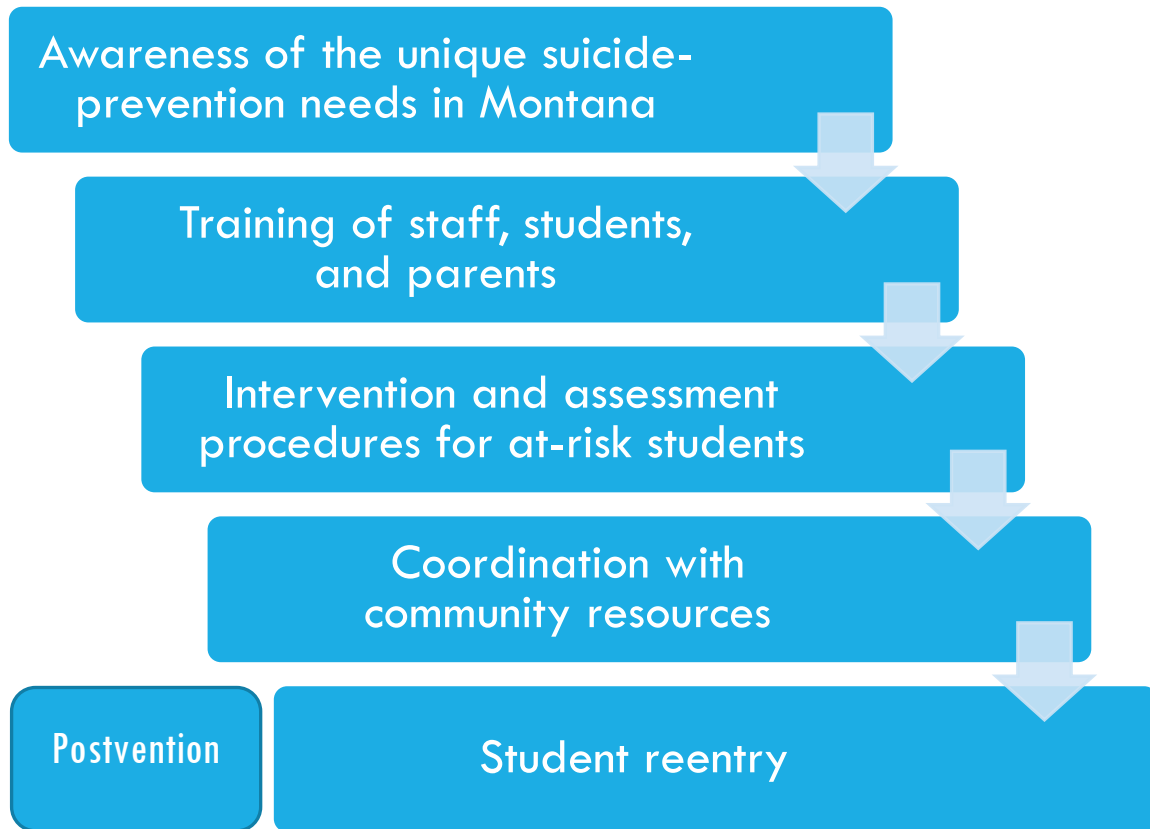 Awareness of the unique suicide-
prevention needs in Montana
Training of staff, students,
and parents
Intervention and assessment
procedures for at-risk students
Coordination with
community resources
Postvention
Student reentry